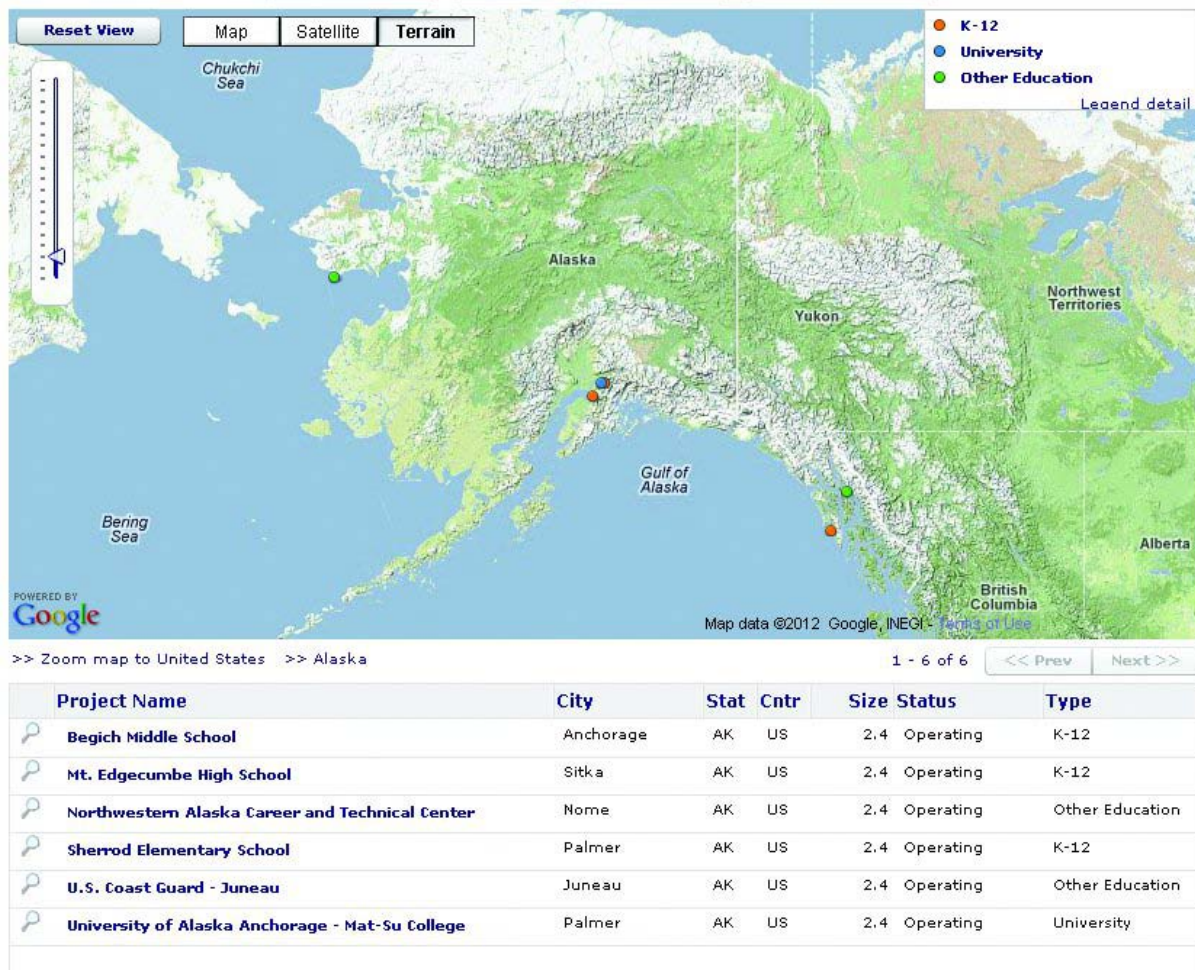 Reset View
Map Satellite Terrain
K-12
University
Other Education
Legend detail
Chukchi
Sea
Alaska
Northwest
Territories
Yukon
Gulf of
Alaska
Bering
Sea
Alberta
British
Columbia
POWERED BY
Google
Map data ©2012 Google, INEGI - Terms of Use
>> Zoom map to United States >> Alaska 1 - 6 of 6 << Prev Next >>
Project Name City Stat Cntr Size Status Type
Begich Middle School Anchorage AK US 2.4 Operating K-12
Mt. Edgecumbe High School Sitka AK US 2.4 Operating K-12
Northwestern Alaska Career and Technical Center Nome AK US 2.4 Operating Other Education
Sherrod Elementary School Palmer AK US 2.4 Operating K-12
U.S. Coast Guard - Juneau Juneau AK US 2.4 Operating Other Education
University of Alaska Anchorage - Mat-Su College Palmer AK US 2.4 Operating University